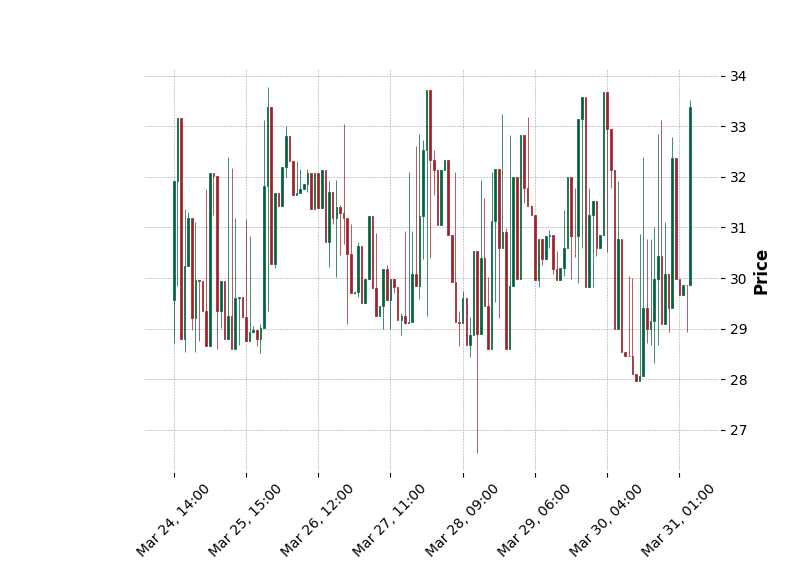 34
33
32
31
30
29
28
27
Price
Mar 24, 14:00
Mar 25, 15:00
Mar 26, 12:00
Mar 27, 11:00
Mar 28, 09:00
Mar 29, 06:00
Mar 30, 04:00
Mar 31, 01:00